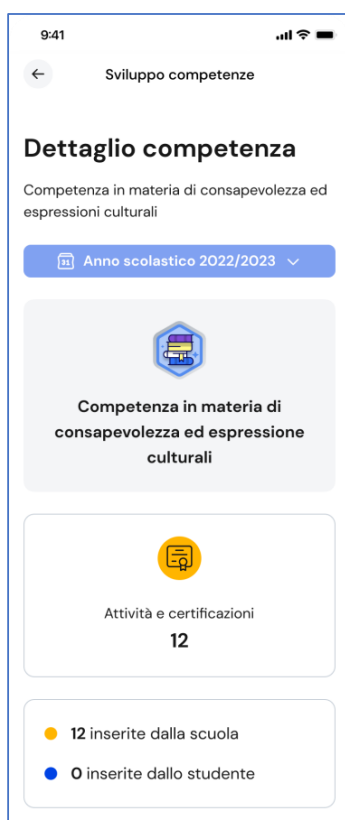 9:41
Sviluppo competenze
Dettaglio competenza
Competenza in materia di consapevolezza ed
espressioni culturali
31 Anno scolastico 2022/2023
Competenza in materia di
consapevolezza ed espressione
culturali
Attività e certificazioni
12
12 inserite dalla scuola
0 inserite dallo studente